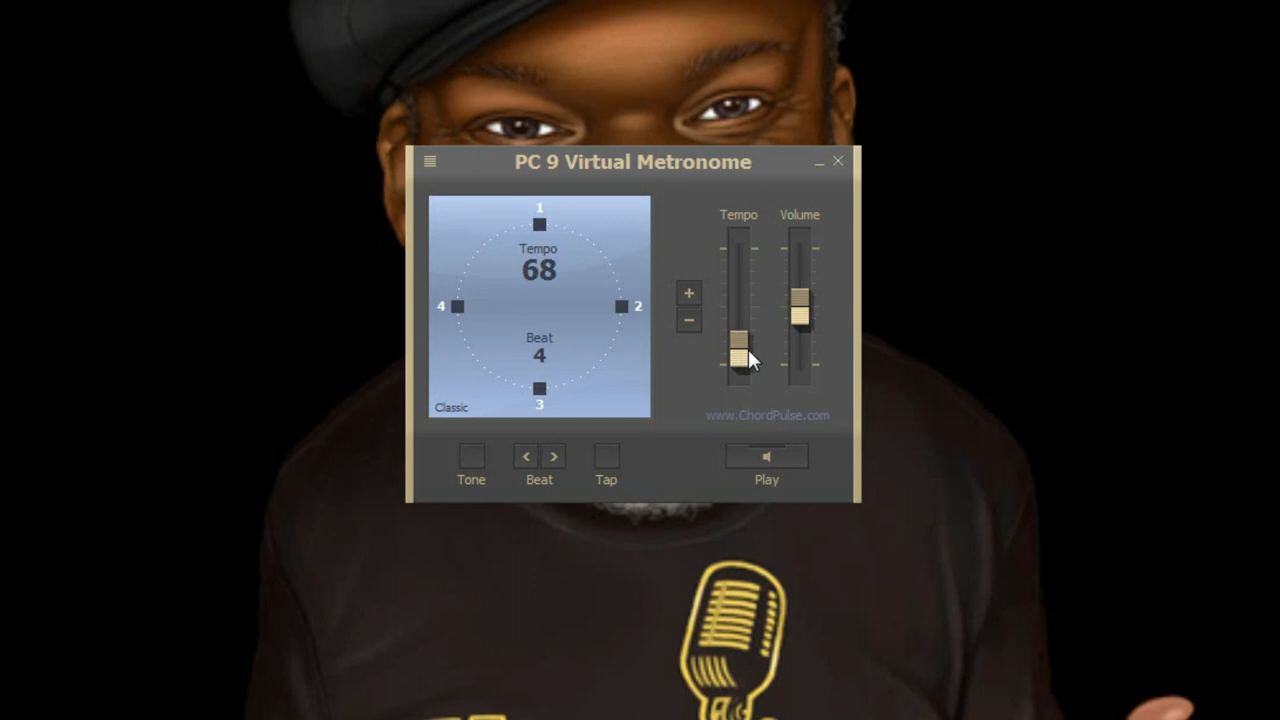 PC 9 Virtual Metronome
1
Tempo
68
4
2
Beat
4
3
Classic
Tempo
Volume
+
−
www.ChordPulse.com
<
>
Tone
Beat
Tap
Play